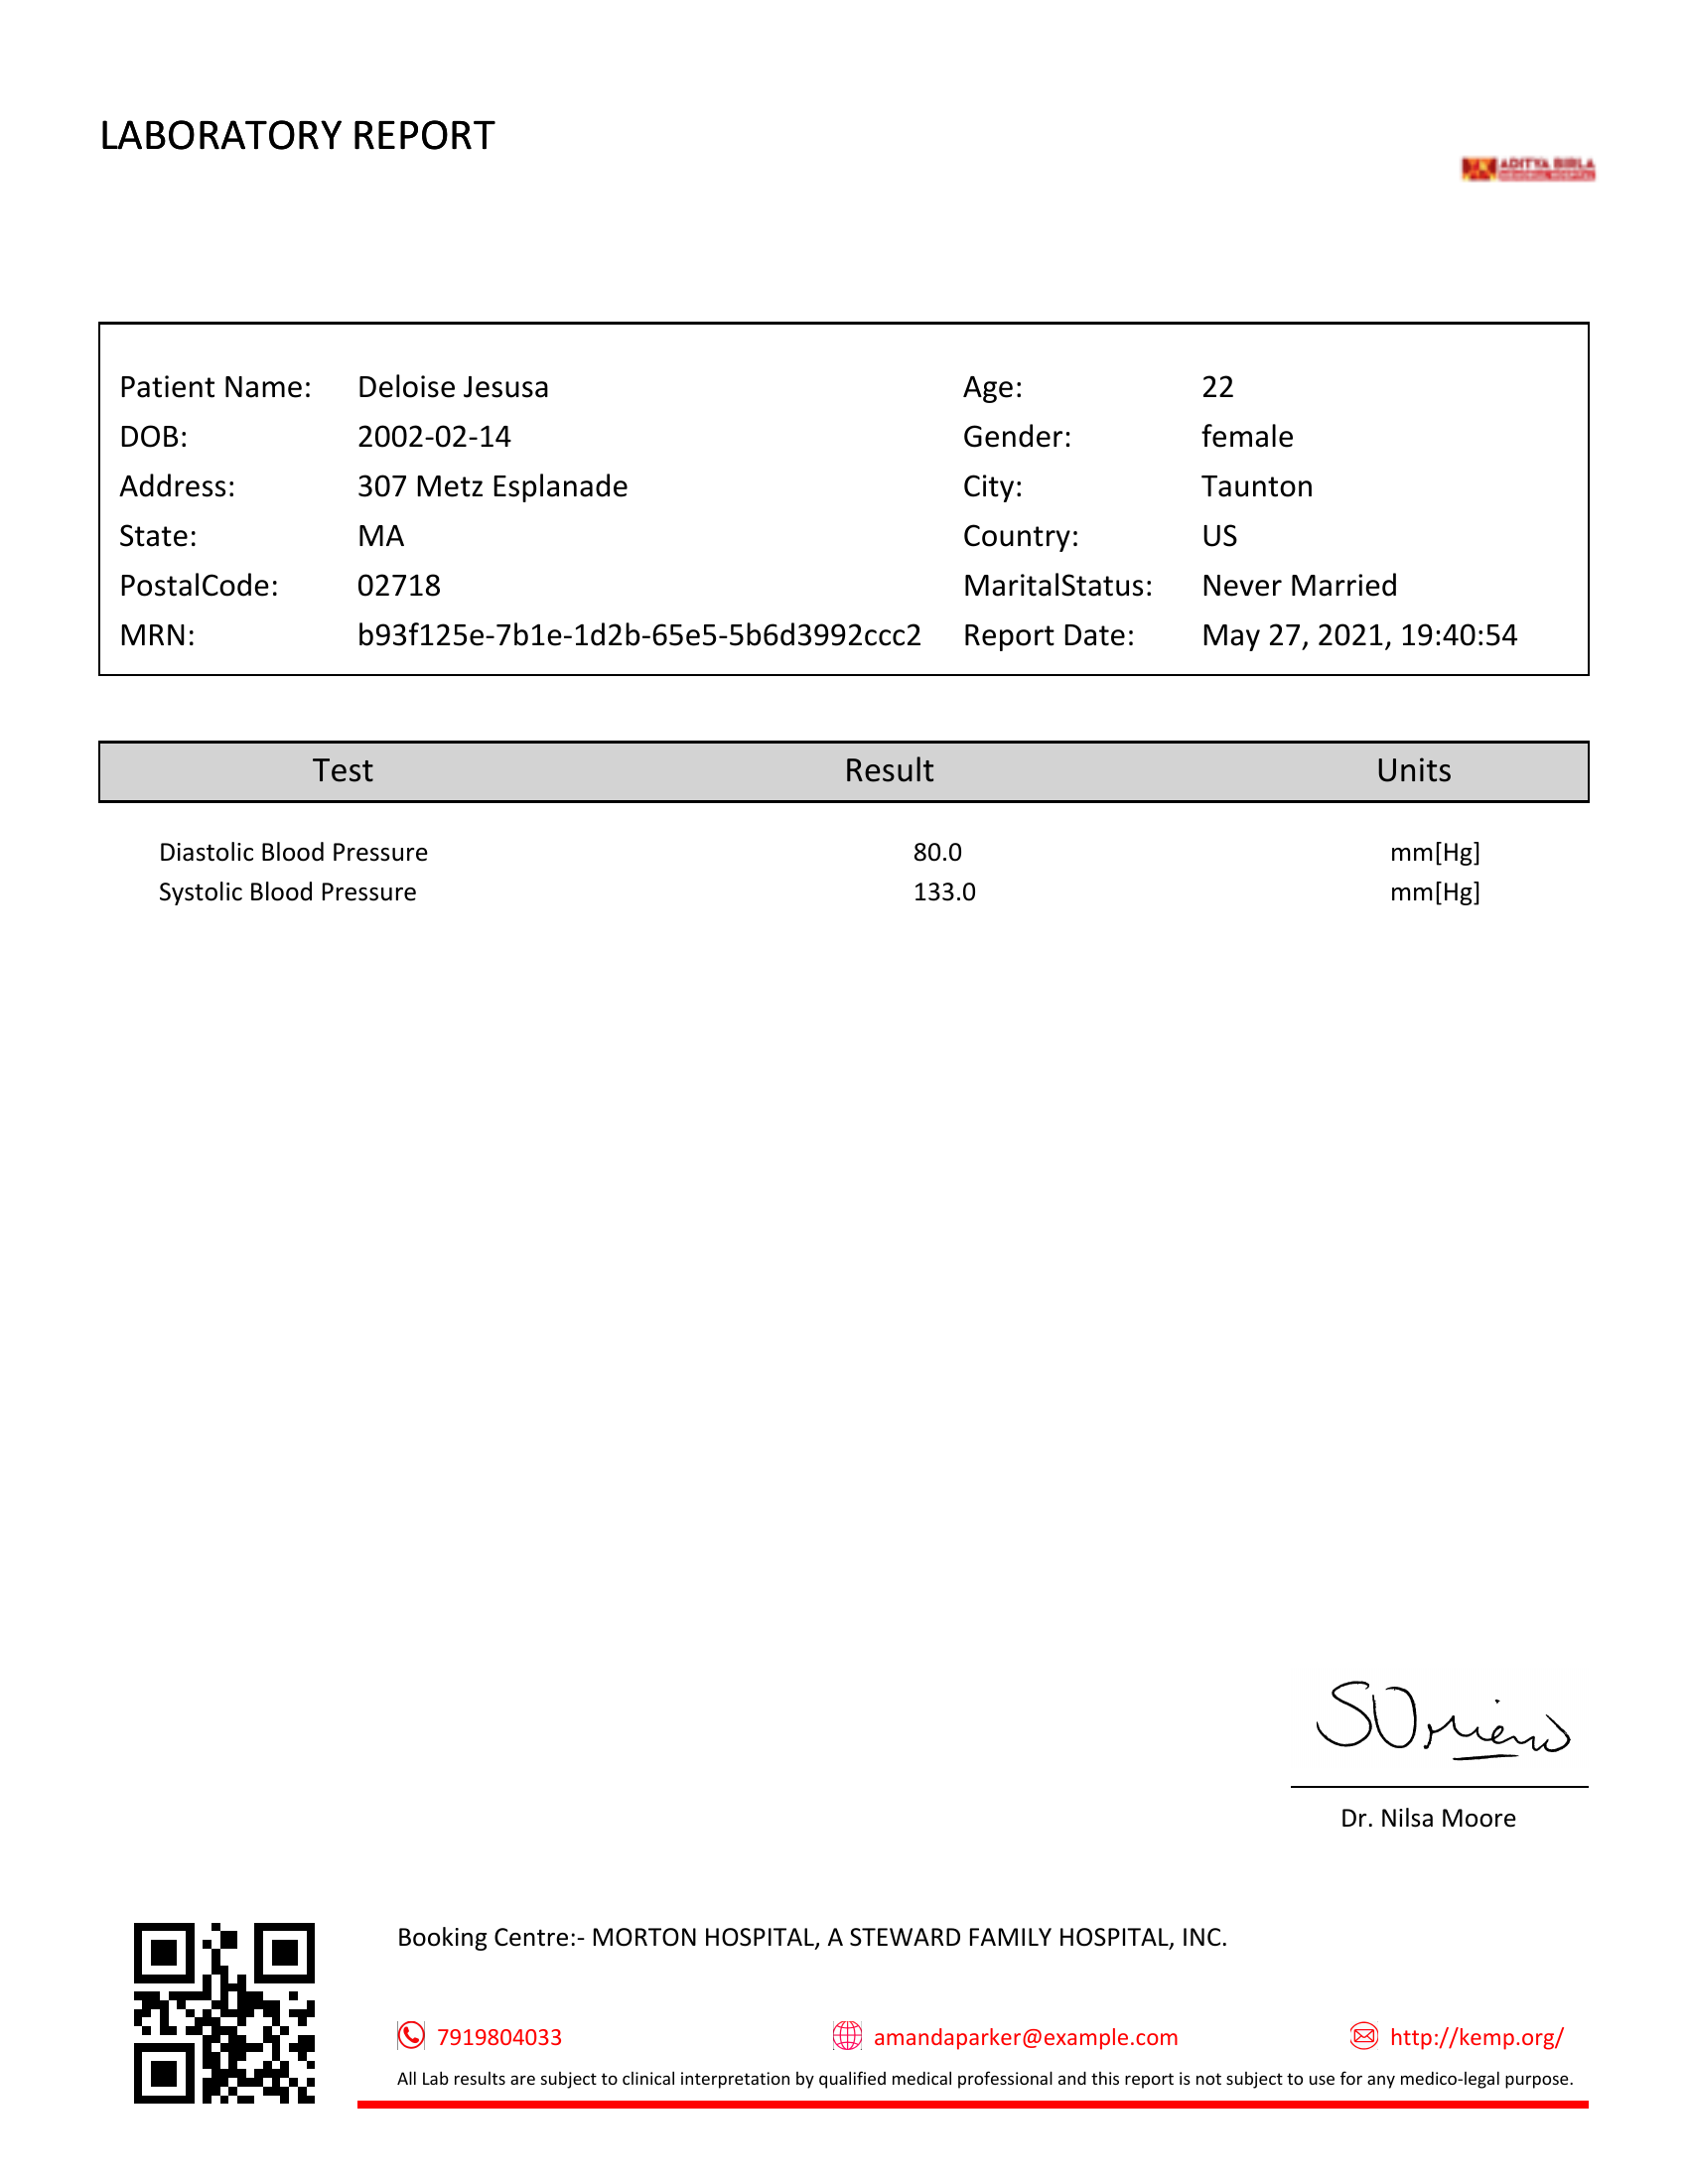 LABORATORY REPORT
ADITYA BIRLA
MEMORIAL HOSPITAL
Patient Name: Deloise Jesusa Age: 22
DOB: 2002-02-14 Gender: female
Address: 307 Metz Esplanade City: Taunton
State: MA Country: US
PostalCode: 02718 MaritalStatus: Never Married
MRN: b93f125e-7b1e-1d2b-65e5-5b6d3992ccc2 Report Date: May 27, 2021, 19:40:54
Test Result Units
Diastolic Blood Pressure 80.0 mm[Hg]
Systolic Blood Pressure 133.0 mm[Hg]
Dr. Nilsa Moore
Booking Centre:- MORTON HOSPITAL, A STEWARD FAMILY HOSPITAL, INC.
7919804033 amandaparker@example.com http://kemp.org/
All Lab results are subject to clinical interpretation by qualified medical professional and this report is not subject to use for any medico-legal purpose.